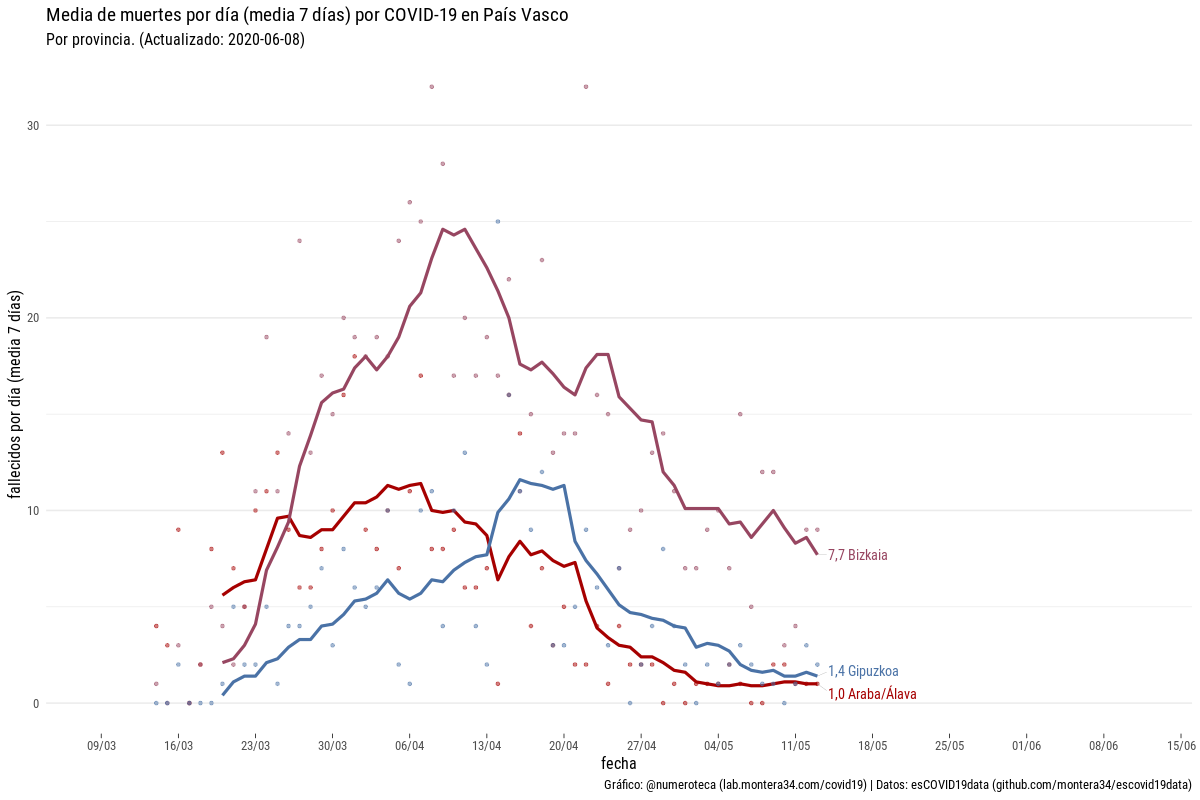 Media de muertes por día (media 7 días) por COVID-19 en País Vasco
Por provincia. (Actualizado: 2020-06-08)
fallecidos por día (media 7 días)
30
20
10
0
7,7 Bizkaia
1,4 Gipuzkoa
1,0 Araba/Álava
09/03 16/03 23/03 30/03 06/04 13/04 20/04 27/04 04/05 11/05 18/05 25/05 01/06 08/06 15/06
fecha
Gráfico: @numeroteca (lab.montera34.com/covid19) | Datos: esCOVID19data (github.com/montera34/escovid19data)